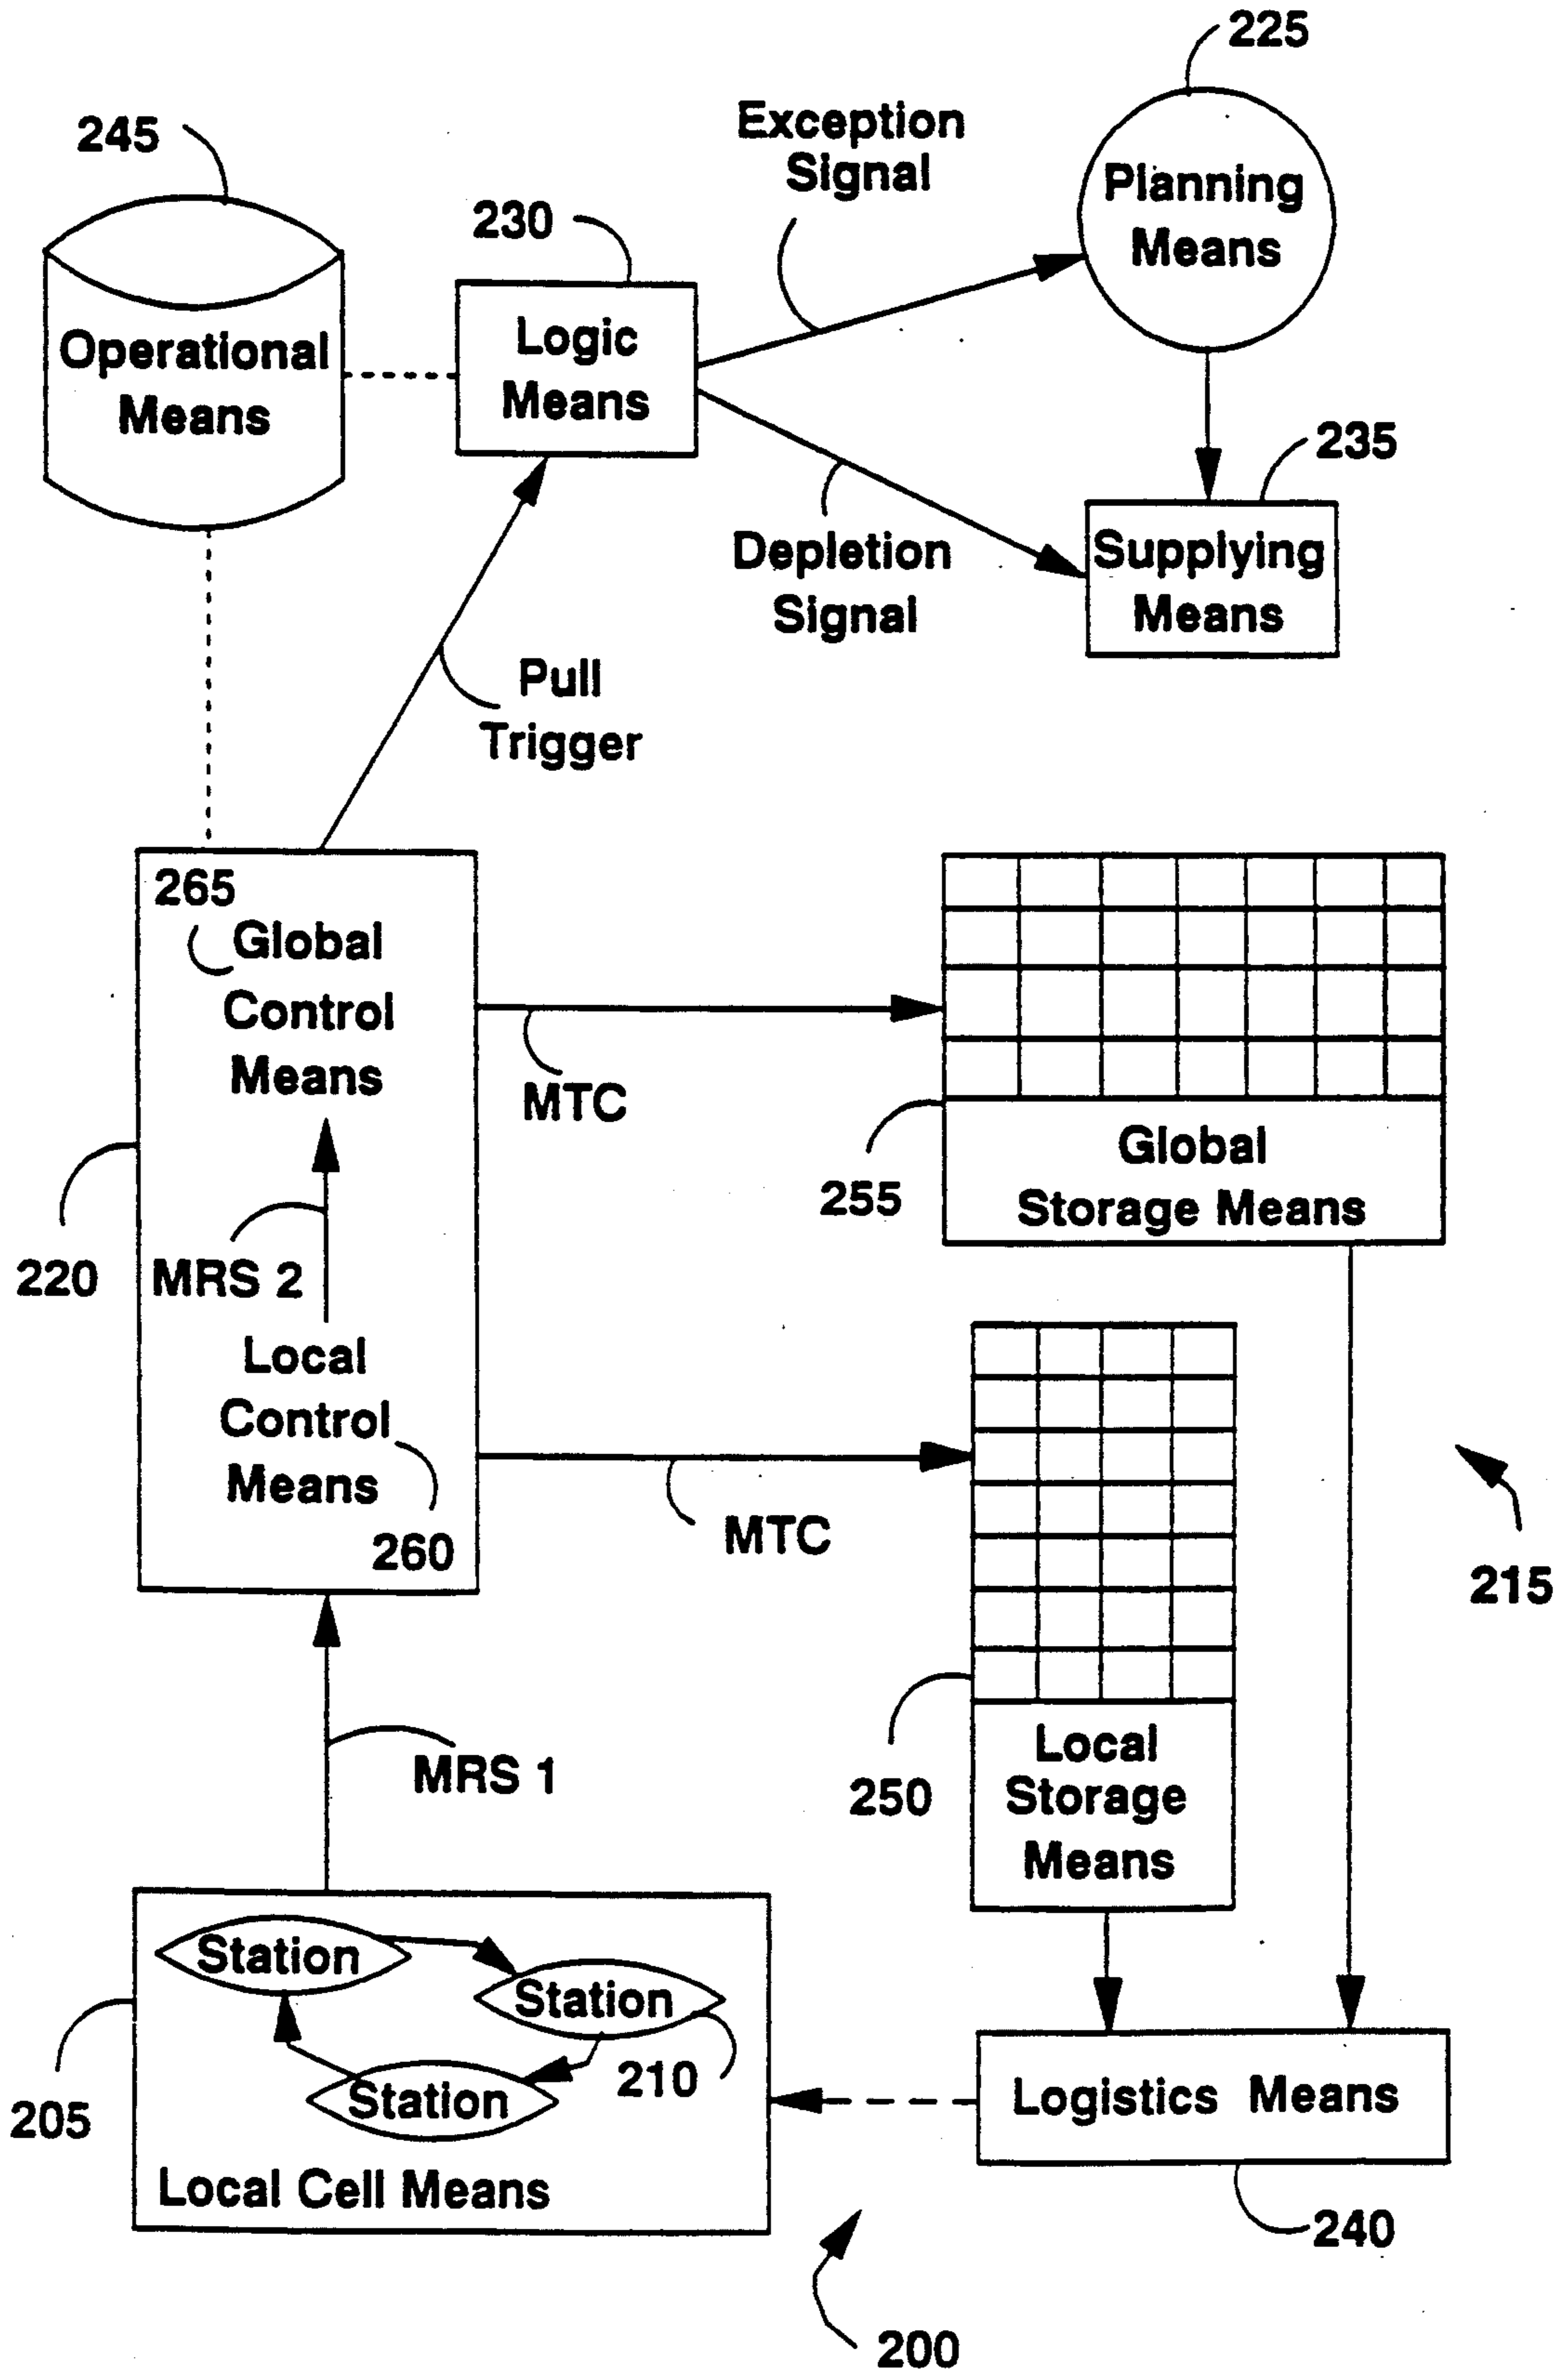 225
245
Exception
Signal
Planning
Means
230
Operational
Means
Logic
Means
235
Depletion
Signal
Supplying
Means
Pull
Trigger
265
Global
Control
Means
MTC
Global
Storage Means
255
220
MRS 2
Local
Control
Means
260
MTC
215
MRS 1
250
Local
Storage
Means
Station
Station
210
Station
205
Local Cell Means
Logistics Means
240
200